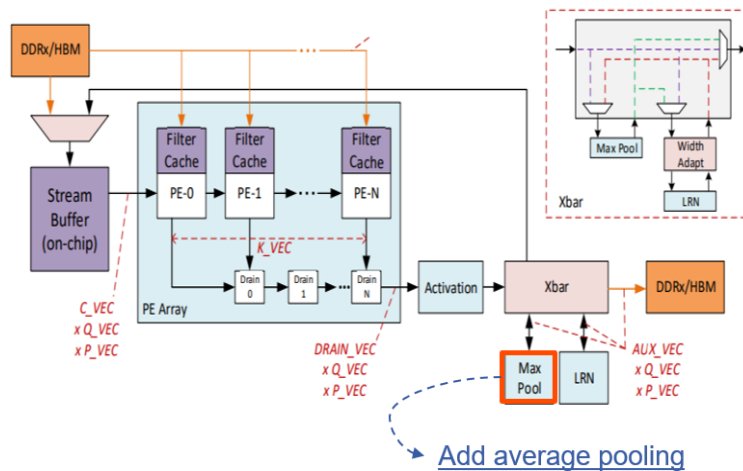 DDRx/HBM
Filter
Cache
PE-0
Filter
Cache
PE-1
Filter
Cache
PE-N
Stream
Buffer
(on-chip)
K_VEC
Drain
0
Drain
1
Drain
N
PE Array
C_VEC
x Q_VEC
x P_VEC
DRAIN_VEC
x Q_VEC
x P_VEC
Activation
Xbar
DDRx/HBM
Max
Pool
LRN
AUX_VEC
x Q_VEC
x P_VEC
Max Pool
Width
Adapt
LRN
Xbar
Add average pooling